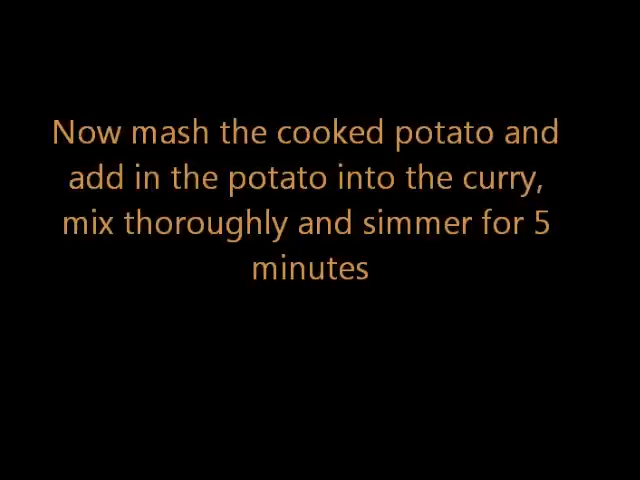 Now mash the cooked potato and
add in the potato into the curry,
mix thoroughly and simmer for 5
minutes